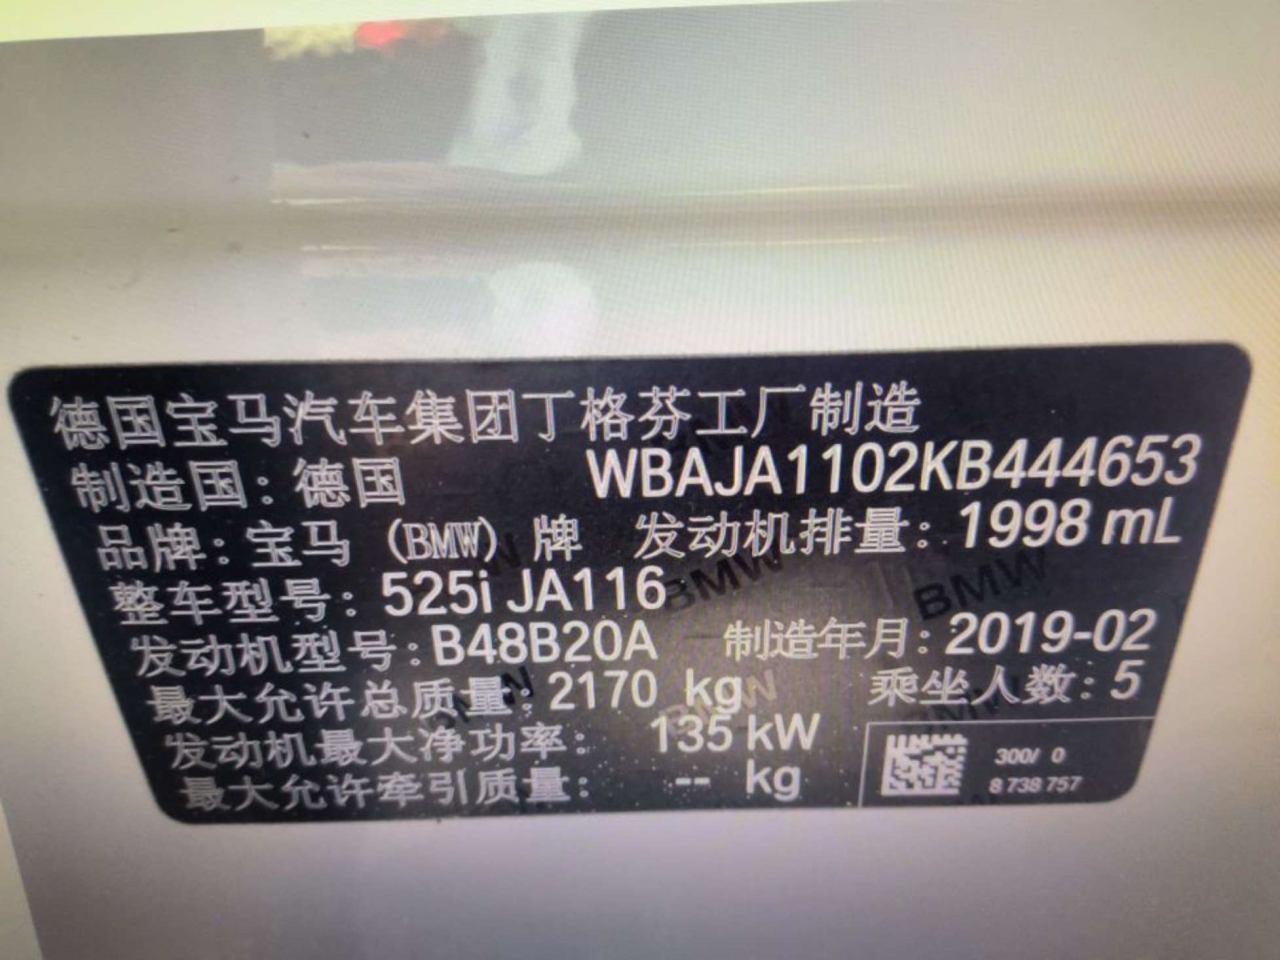 德国宝马汽车集团丁格芬工厂制造
制造国：德国 WBAJA1102KB444653
品牌：宝马（BMW）牌 发动机排量：1998 mL
整车型号：525i JA116
发动机型号：B48B20A 制造年月：2019-02
最大允许总质量：2170 kg 乘坐人数：5
发动机最大净功率：135 kW
最大允许牵引质量：-- kg
300/ 0
8 738 757